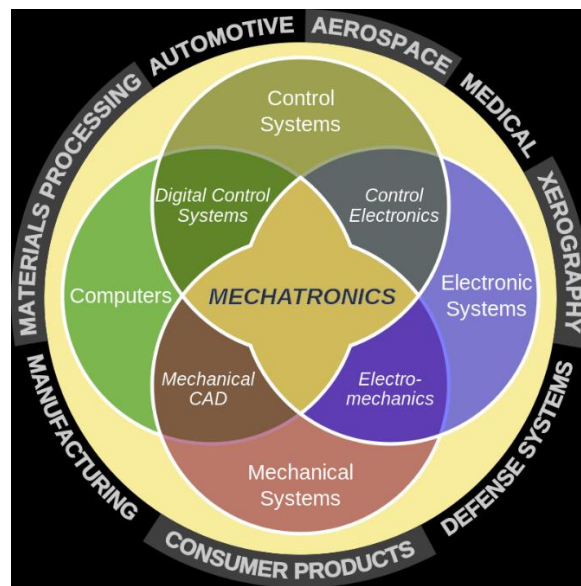 AUTOMOTIVE
AEROSPACE
MEDICAL
XEROGRAPHY
DEFENSE SYSTEMS
CONSUMER PRODUCTS
MANUFACTURING
MATERIALS PROCESSING
Control
Systems
Digital Control
Systems
Control
Electronics
Computers
MECHATRONICS
Electronic
Systems
Mechanical
CAD
Electro-
mechanics
Mechanical
Systems